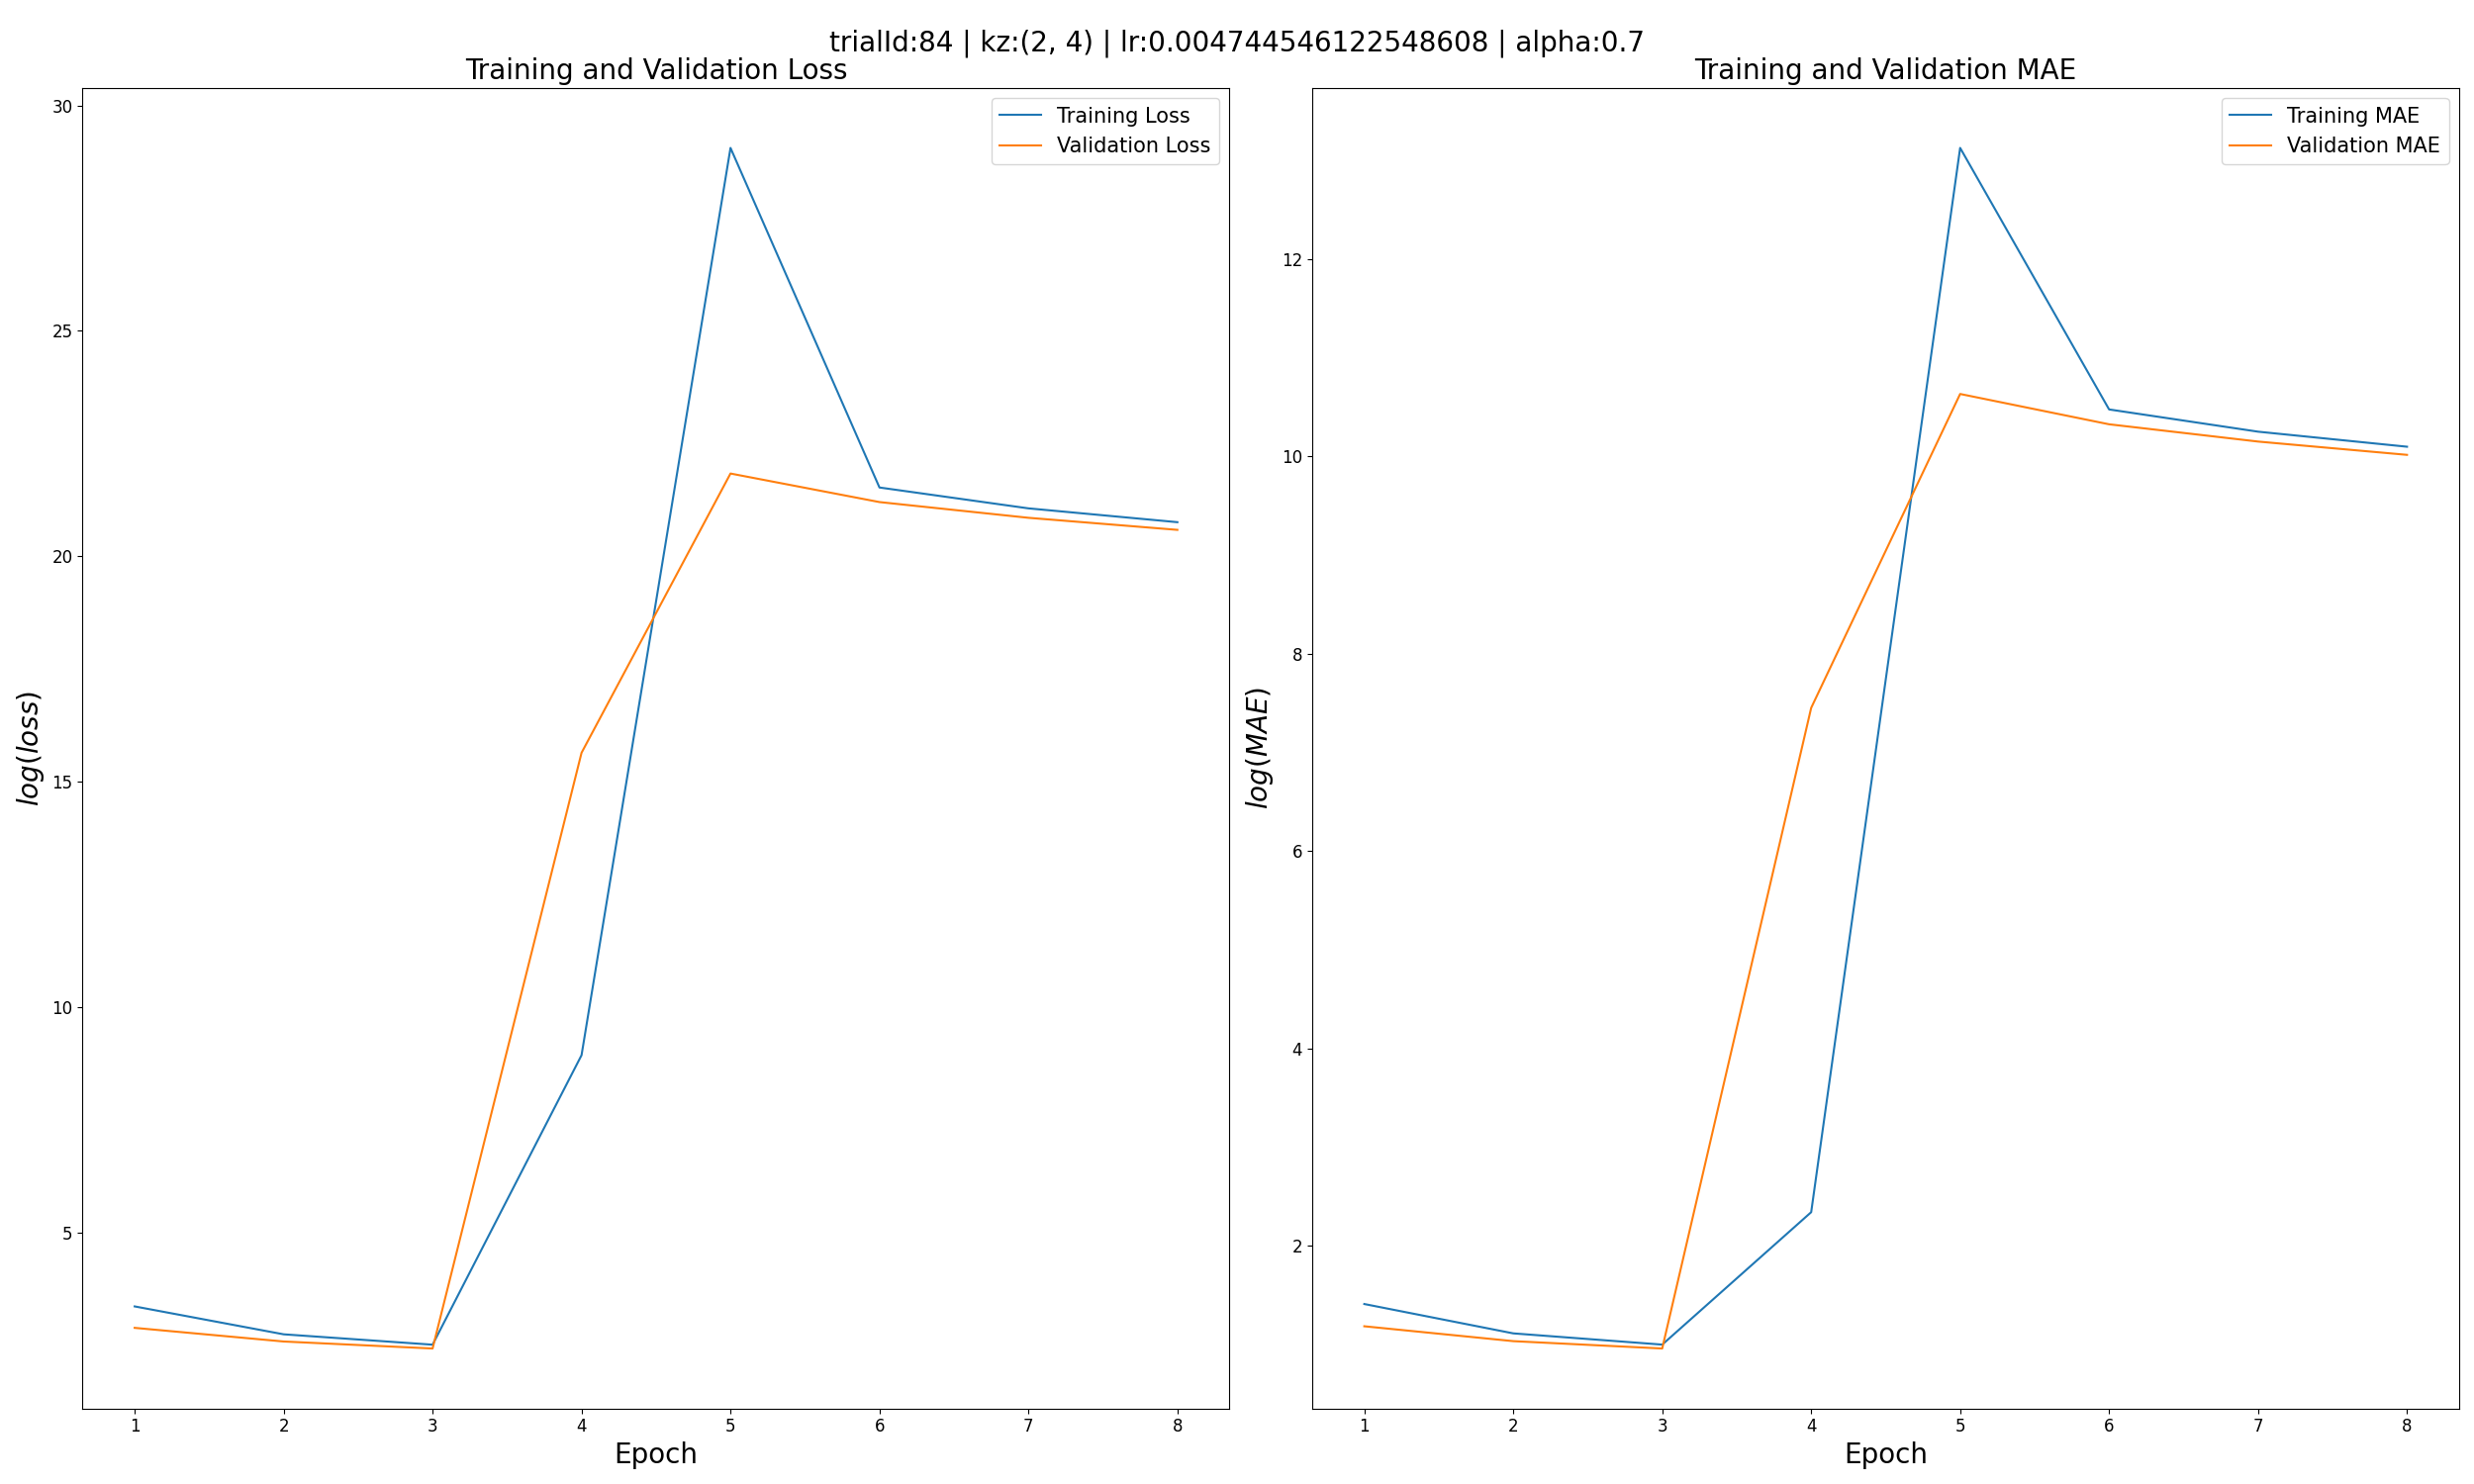 trialId:84 | kz:(2, 4) | lr:0.004744546122548608 | alpha:0.7
Training and Validation Loss
Training Loss
Validation Loss
30
25
20
15
10
5
log(loss)
1 2 3 4 5 6 7 8
Epoch
Training and Validation MAE
Training MAE
Validation MAE
12
10
8
6
4
2
log(MAE)
1 2 3 4 5 6 7 8
Epoch